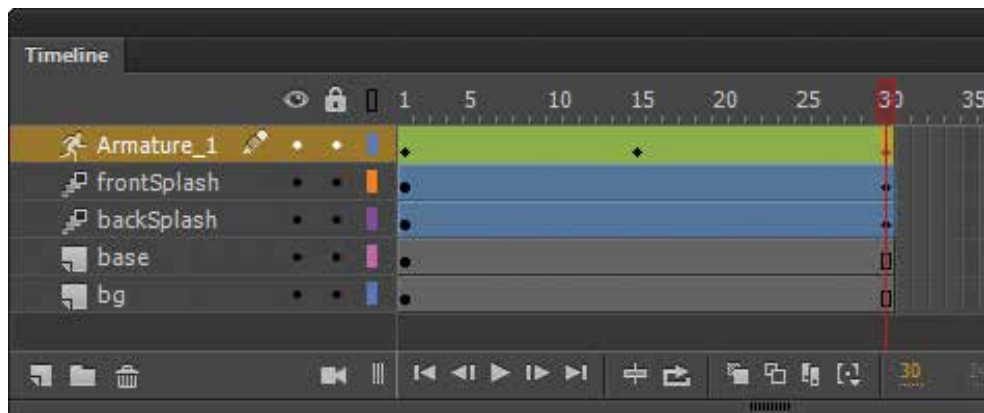 Timeline
1 5 10 15 20 25 30 35
Armature_1
frontSplash
backSplash
base
bg
30